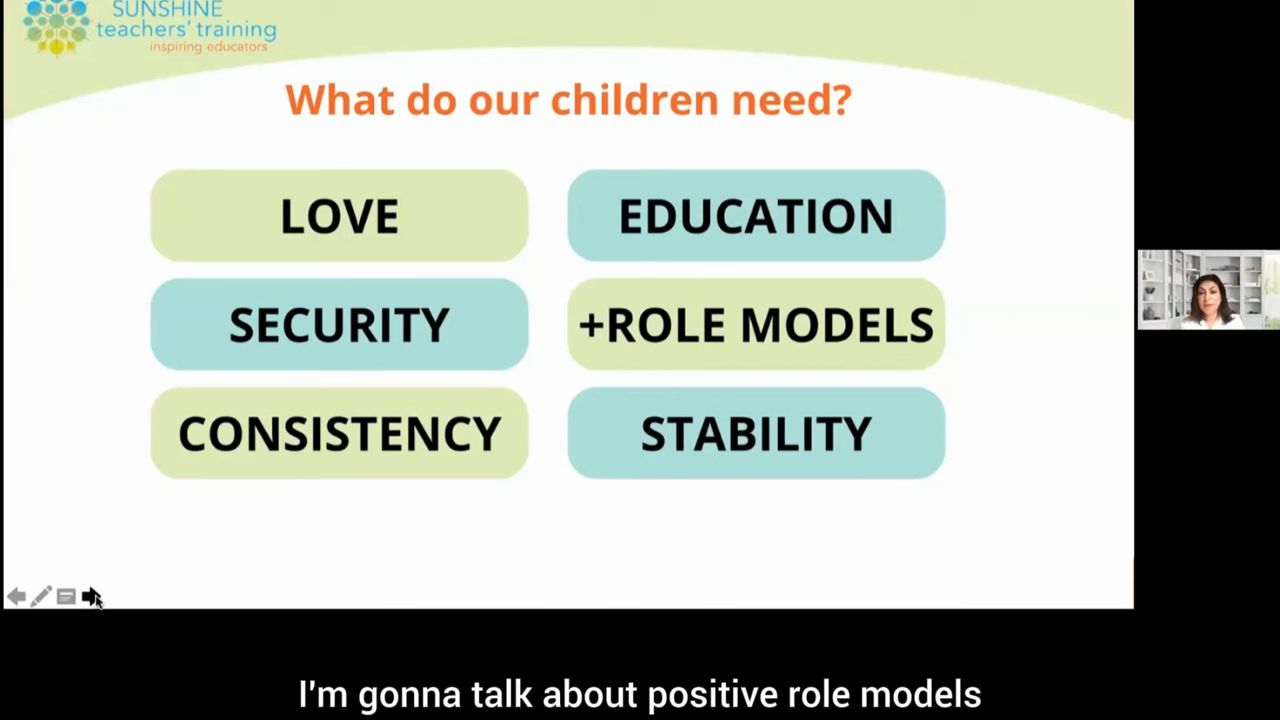 SUNSHINE
teachers' training
inspiring educators
What do our children need?
LOVE
EDUCATION
SECURITY
+ROLE MODELS
CONSISTENCY
STABILITY
I'm gonna talk about positive role models